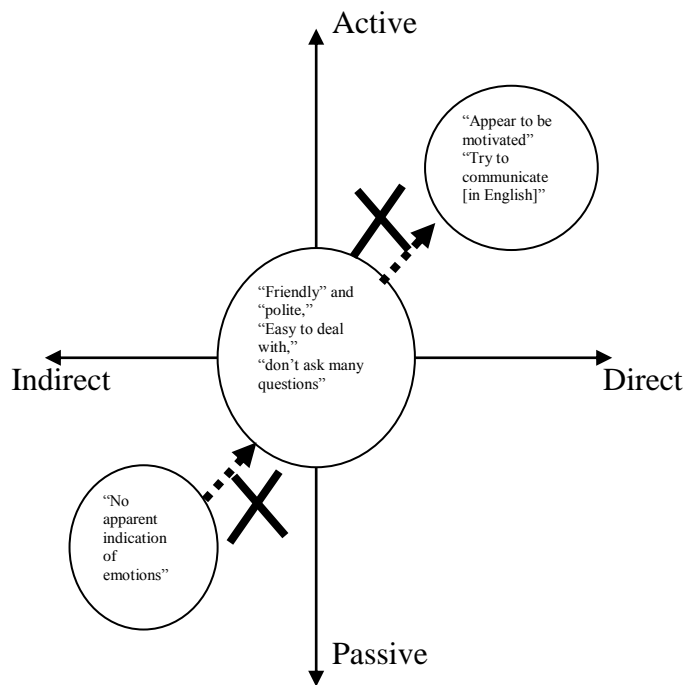 Active
“Appear to be
motivated”
“Try to
communicate
[in English]”
“Friendly” and
“polite,”
“Easy to deal
with,”
“don’t ask many
questions”
Indirect
Direct
“No
apparent
indication
of
emotions”
Passive